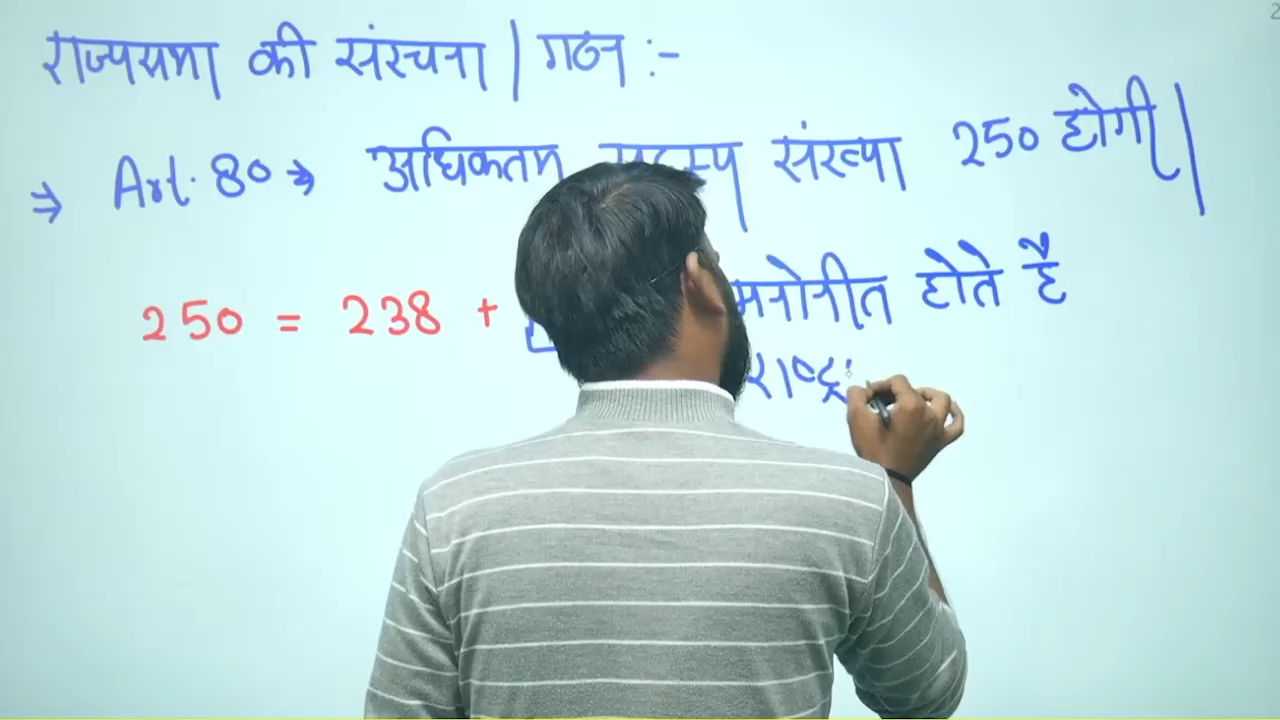 राज्यसभा की संरचना | गठन :-
⇒ Art. 80 → अधिकतम सदस्य संख्या 250 होगी |
250 = 238 + मनोनीत होते है
राष्ट्र